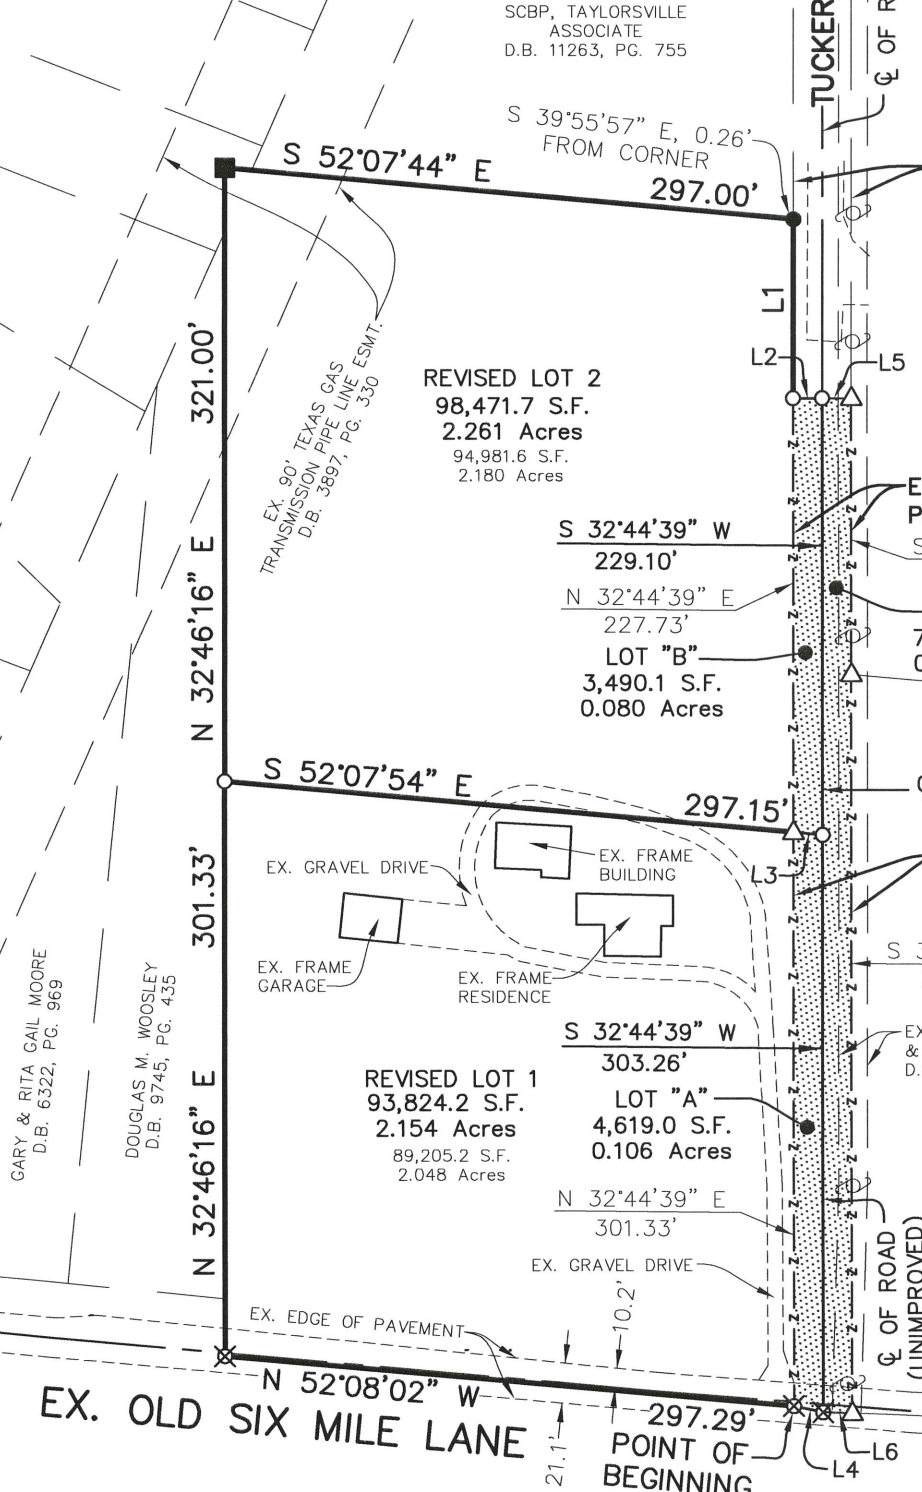 SCBP, TAYLORSVILLE
ASSOCIATE
D.B. 11263, PG. 755
TUCKER
℄ OF R
S 39°55'57" E, 0.26'
FROM CORNER
S 52°07'44" E
297.00'
L1
L2
L5
321.00'
N 32°46'16" E
EX. 90' TEXAS GAS
TRANSMISSION PIPE LINE ESMT.
D.B. 3897, PG. 330
REVISED LOT 2
98,471.7 S.F.
2.261 Acres
94,981.6 S.F.
2.180 Acres
E
P
S 32°44'39" W
229.10'
S
N 32°44'39" E
227.73'
LOT "B"
3,490.1 S.F.
0.080 Acres
7
0
S 52°07'54" E
297.15'
L3
EX. GRAVEL DRIVE
EX. FRAME
BUILDING
301.33'
N 32°46'16" E
EX. FRAME
GARAGE
EX. FRAME
RESIDENCE
S 3
GARY & RITA GAIL MOORE
D.B. 6322, PG. 969
DOUGLAS M. WOOSLEY
D.B. 9745, PG. 435
S 32°44'39" W
303.26'
EX
&
D.
REVISED LOT 1
93,824.2 S.F.
2.154 Acres
89,205.2 S.F.
2.048 Acres
LOT "A"
4,619.0 S.F.
0.106 Acres
N 32°44'39" E
301.33'
EX. GRAVEL DRIVE
℄ OF ROAD
(UNIMPROVED)
10.2'
EX. EDGE OF PAVEMENT
N 52°08'02" W
297.29'
EX. OLD SIX MILE LANE
21.1'
POINT OF
BEGINNING
L4
L6